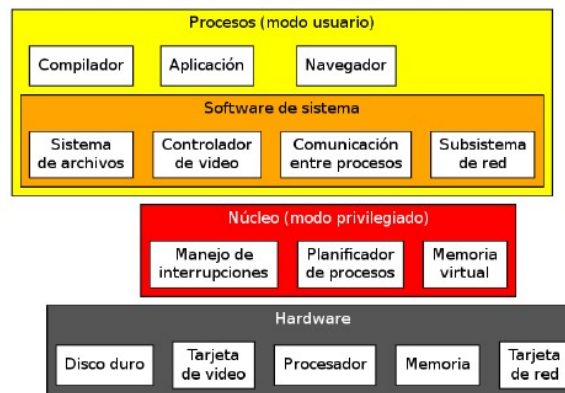 Procesos (modo usuario)
Compilador
Aplicación
Navegador
Software de sistema
Sistema
de archivos
Controlador
de video
Comunicación
entre procesos
Subsistema
de red
Núcleo (modo privilegiado)
Manejo de
interrupciones
Planificador
de procesos
Memoria
virtual
Hardware
Disco duro
Tarjeta
de video
Procesador
Memoria
Tarjeta
de red